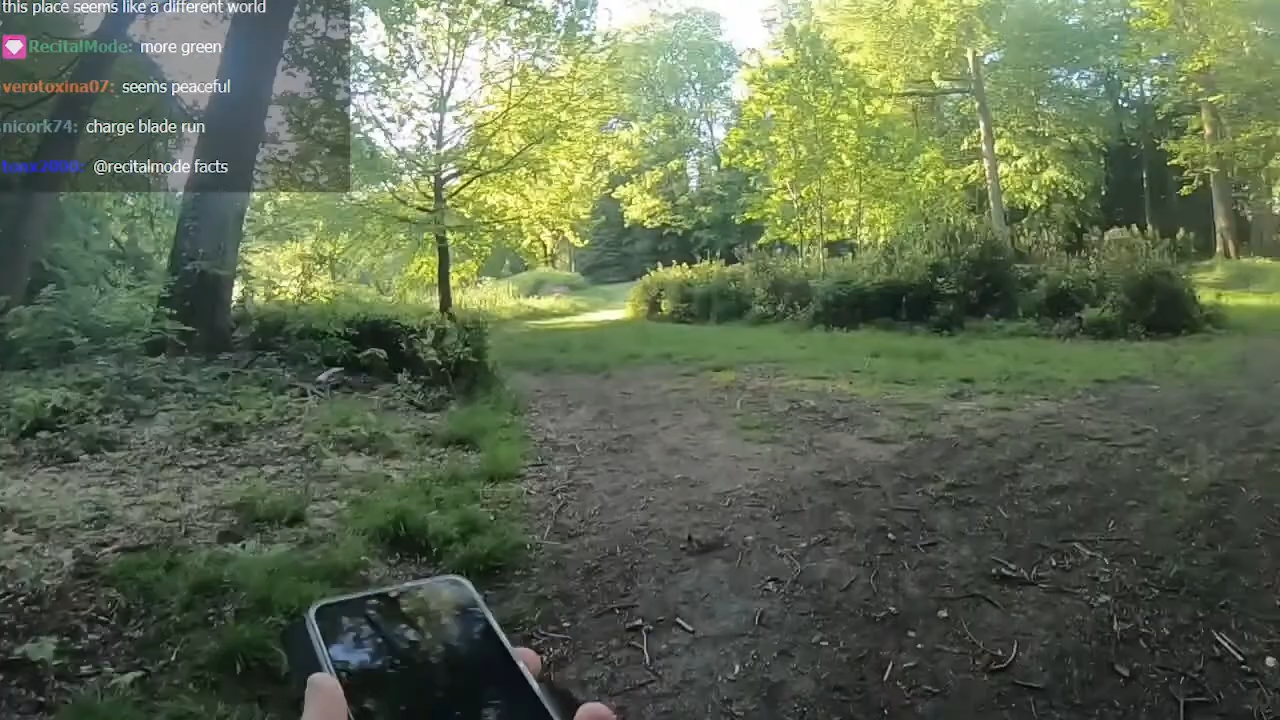 this place seems like a different world
RecitalMode: more green
verotoxina07: seems peaceful
nicork74: charge blade run
@recitalmode facts